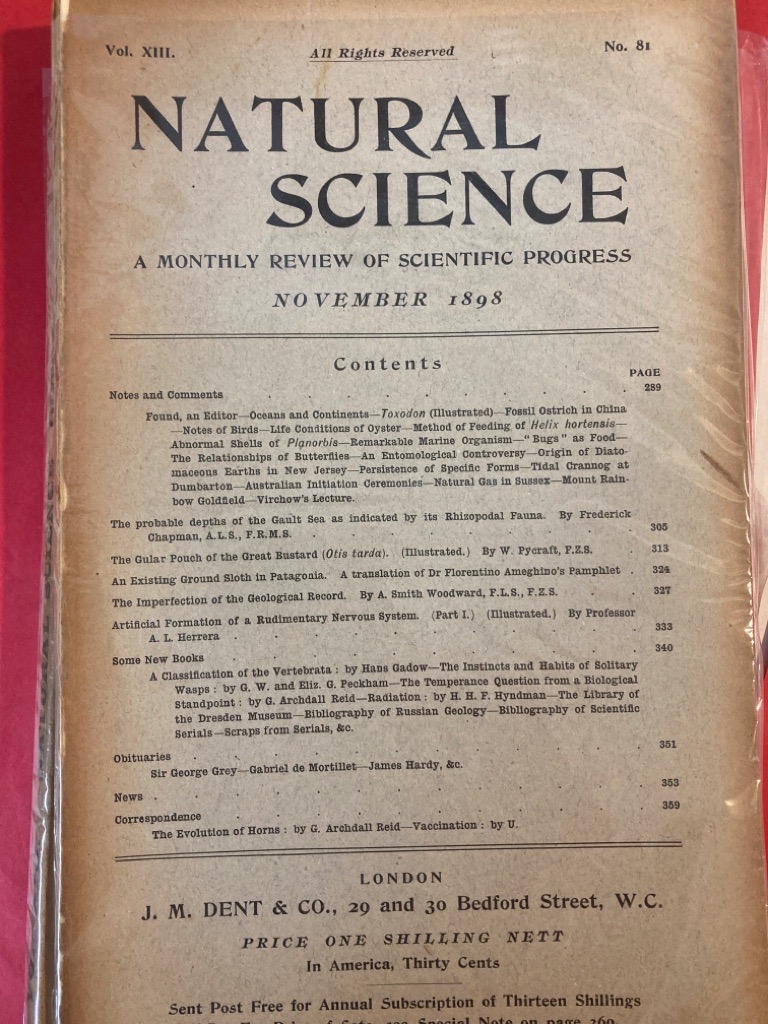 Vol. XIII. All Rights Reserved No. 81
NATURAL
SCIENCE
A MONTHLY REVIEW OF SCIENTIFIC PROGRESS
NOVEMBER 1898
Contents
PAGE
Notes and Comments . . . . . . . . 289
Found, an Editor—Oceans and Continents—Toxodon (Illustrated)—Fossil Ostrich in China
—Notes of Birds—Life Conditions of Oyster—Method of Feeding of Helix hortensis—
Abnormal Shells of Planorbis—Remarkable Marine Organism—"Bugs" as Food—
The Relationships of Butterflies—An Entomological Controversy—Origin of Diato-
maceous Earths in New Jersey—Persistence of Specific Forms—Tidal Crannog at
Dumbarton—Australian Initiation Ceremonies—Natural Gas in Sussex—Mount Rain-
bow Goldfield—Virchow's Lecture.
The probable depths of the Gault Sea as indicated by its Rhizopodal Fauna. By Frederick
Chapman, A.L.S., F.R.M.S. . . . . . . . . 305
The Gular Pouch of the Great Bustard (Otis tarda). (Illustrated.) By W. Pycraft, F.Z.S. . 313
An Existing Ground Sloth in Patagonia. A translation of Dr Florentino Ameghino's Pamphlet . 324
The Imperfection of the Geological Record. By A. Smith Woodward, F.L.S., F.Z.S. . 327
Artificial Formation of a Rudimentary Nervous System. (Part I.) (Illustrated.) By Professor
A. L. Herrera . . . . . . . . 333
Some New Books . . . . . . . . 340
A Classification of the Vertebrata : by Hans Gadow—The Instincts and Habits of Solitary
Wasps : by G. W. and Eliz. G. Peckham—The Temperance Question from a Biological
Standpoint : by G. Archdall Reid—Radiation : by H. H. F. Hyndman—The Library of
the Dresden Museum—Bibliography of Russian Geology—Bibliography of Scientific
Serials—Scraps from Serials, &c.
Obituaries . . . . . . . . 351
Sir George Grey—Gabriel de Mortillet—James Hardy, &c.
News . . . . . . . . . 353
Correspondence . . . . . . . . 359
The Evolution of Horns : by G. Archdall Reid—Vaccination : by U.
LONDON
J. M. DENT & CO., 29 and 30 Bedford Street, W.C.
PRICE ONE SHILLING NETT
In America, Thirty Cents
Sent Post Free for Annual Subscription of Thirteen Shillings
see Special Note on page 360